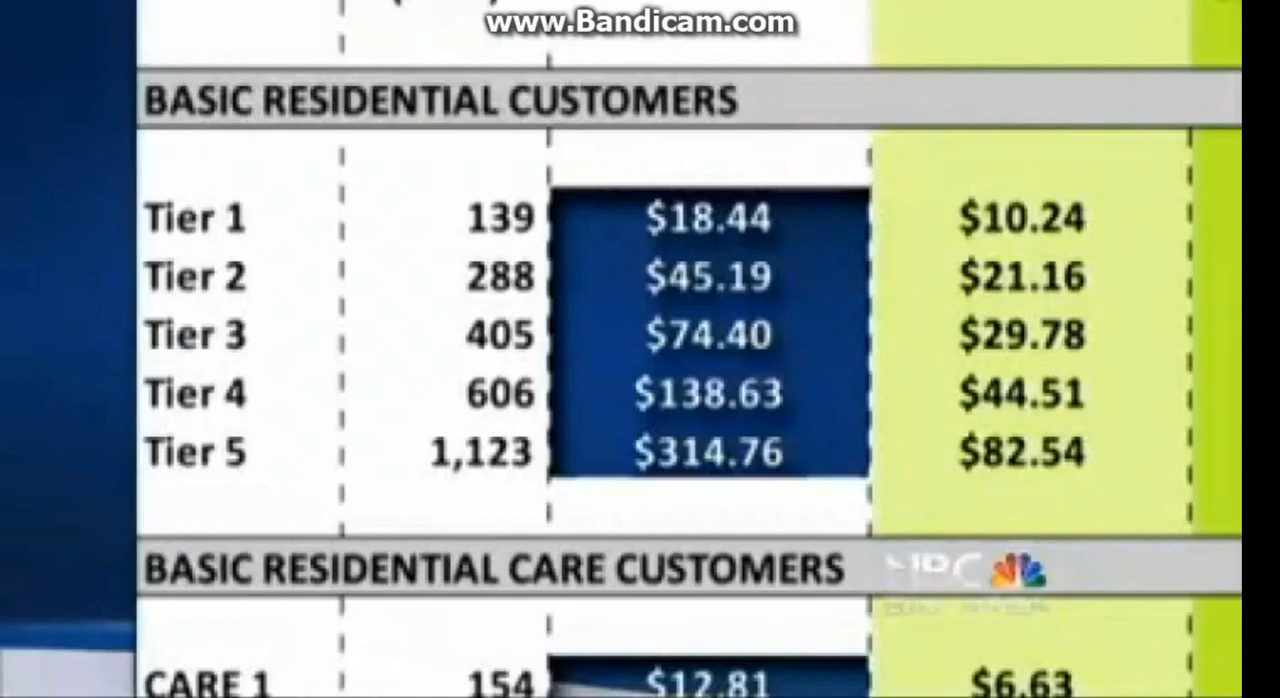 www.Bandicam.com
BASIC RESIDENTIAL CUSTOMERS
Tier 1 139 $18.44 $10.24
Tier 2 288 $45.19 $21.16
Tier 3 405 $74.40 $29.78
Tier 4 606 $138.63 $44.51
Tier 5 1,123 $314.76 $82.54
BASIC RESIDENTIAL CARE CUSTOMERS
CARE 1 154 $12.81 $6.63